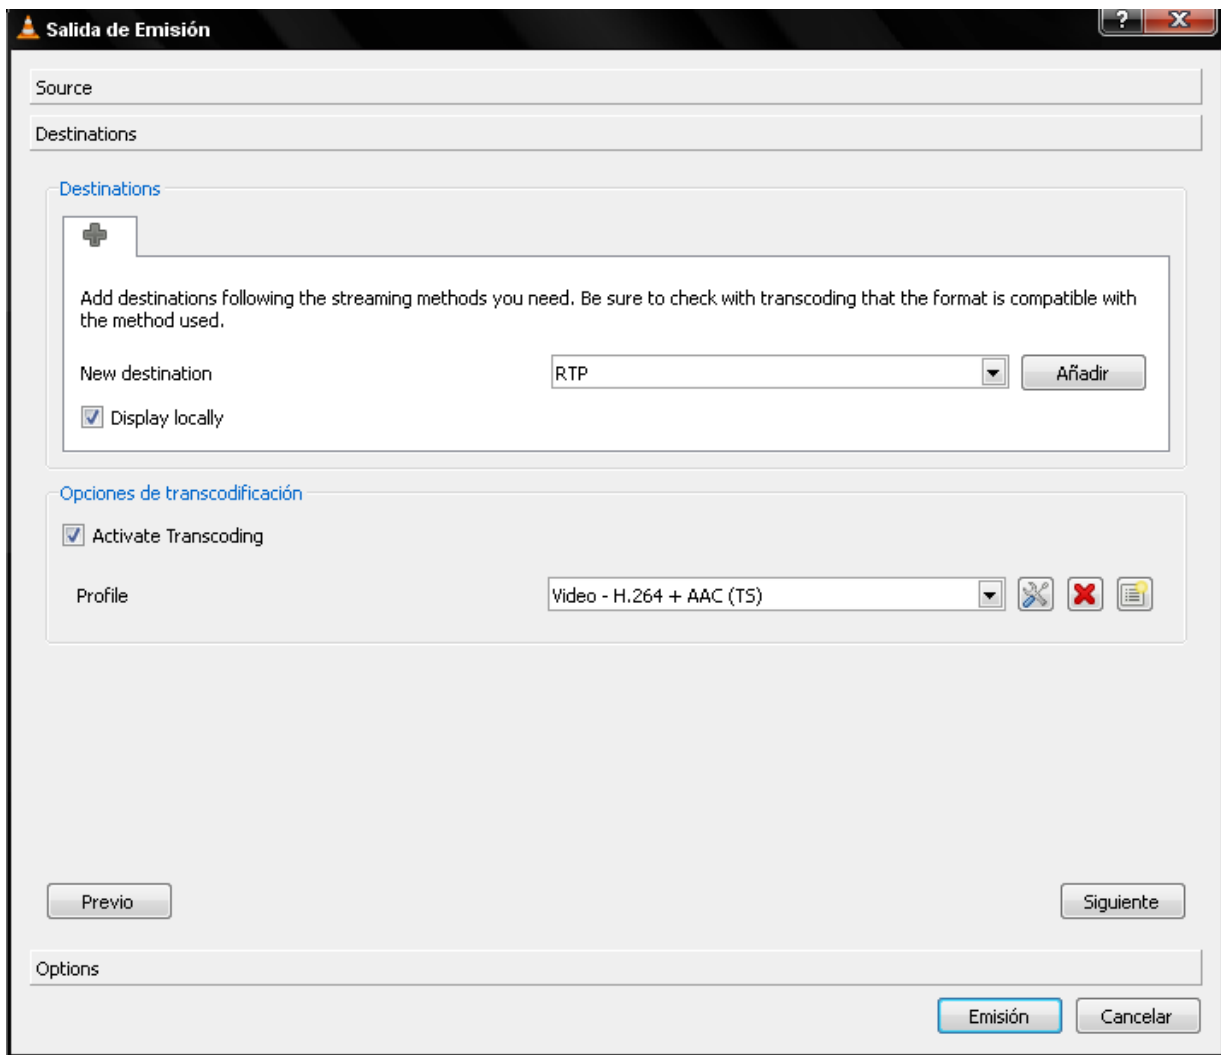 Salida de Emisión
?
Source
Destinations
Destinations
Add destinations following the streaming methods you need. Be sure to check with transcoding that the format is compatible with
the method used.
New destination RTP Añadir
Display locally
Opciones de transcodificación
Activate Transcoding
Profile Video - H.264 + AAC (TS)
Previo Siguiente
Options
Emisión Cancelar